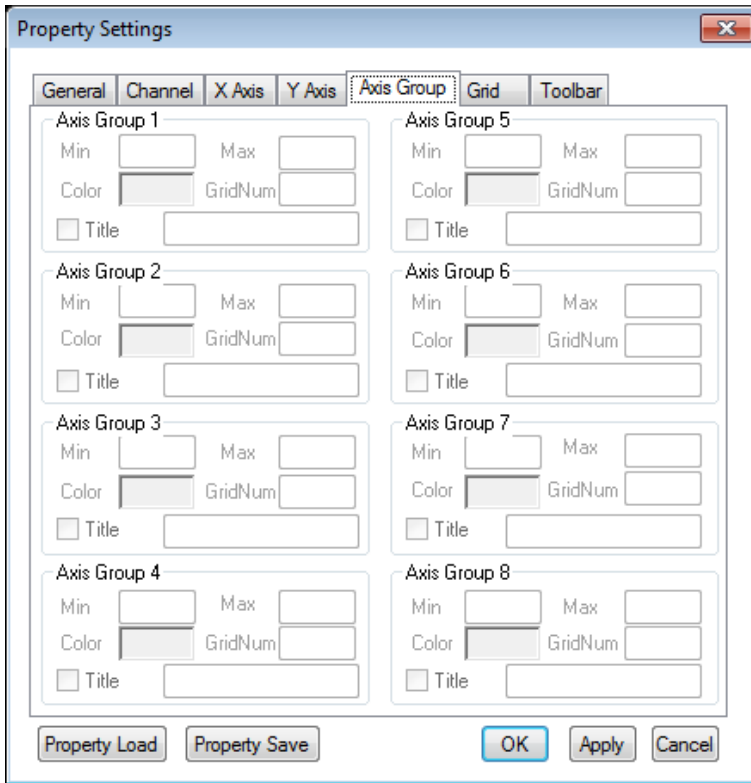 Property Settings
General Channel X Axis Y Axis Axis Group Grid Toolbar
Axis Group 1
Min Max
Color GridNum
Title
Axis Group 5
Min Max
Color GridNum
Title
Axis Group 2
Min Max
Color GridNum
Title
Axis Group 6
Min Max
Color GridNum
Title
Axis Group 3
Min Max
Color GridNum
Title
Axis Group 7
Min Max
Color GridNum
Title
Axis Group 4
Min Max
Color GridNum
Title
Axis Group 8
Min Max
Color GridNum
Title
Property Load Property Save OK Apply Cancel